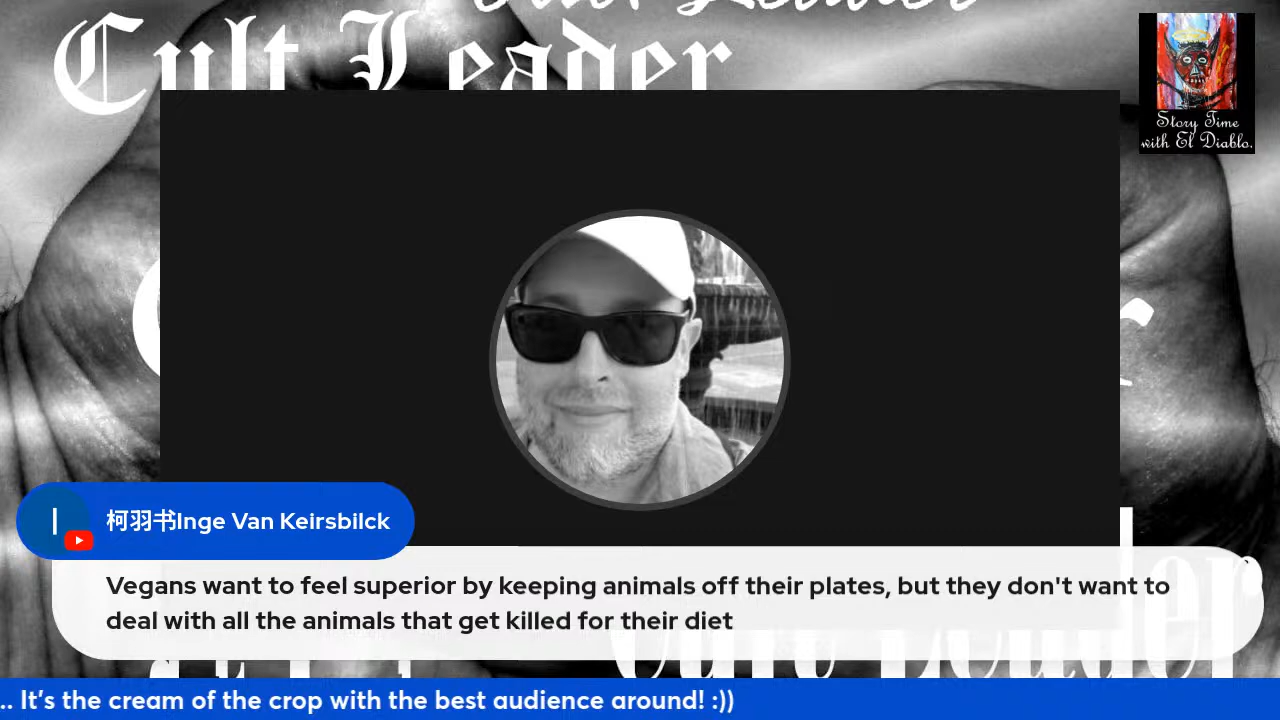 Cult Leader
Cult Leader
Story Time
with El Diablo.
柯羽书Inge Van Keirsbilck
Vegans want to feel superior by keeping animals off their plates, but they don't want to
deal with all the animals that get killed for their diet
.. It's the cream of the crop with the best audience around! :))